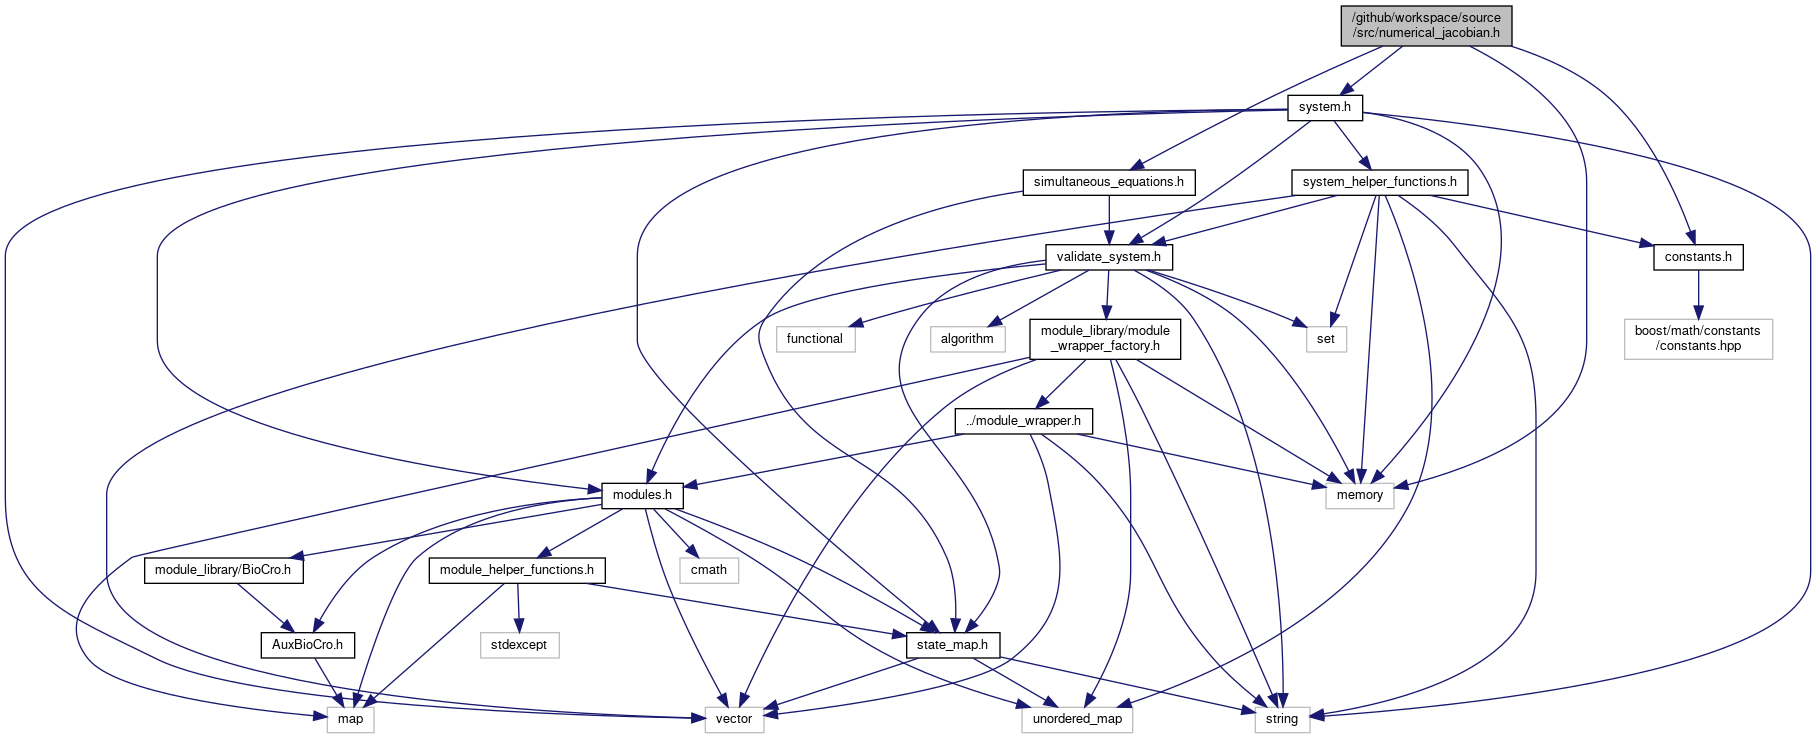 /github/workspace/source
/src/numerical_jacobian.h
system.h
simultaneous_equations.h
system_helper_functions.h
validate_system.h
constants.h
functional
algorithm
module_library/module
_wrapper_factory.h
set
boost/math/constants
/constants.hpp
../module_wrapper.h
modules.h
memory
module_library/BioCro.h
module_helper_functions.h
cmath
AuxBioCro.h
stdexcept
state_map.h
map
vector
unordered_map
string